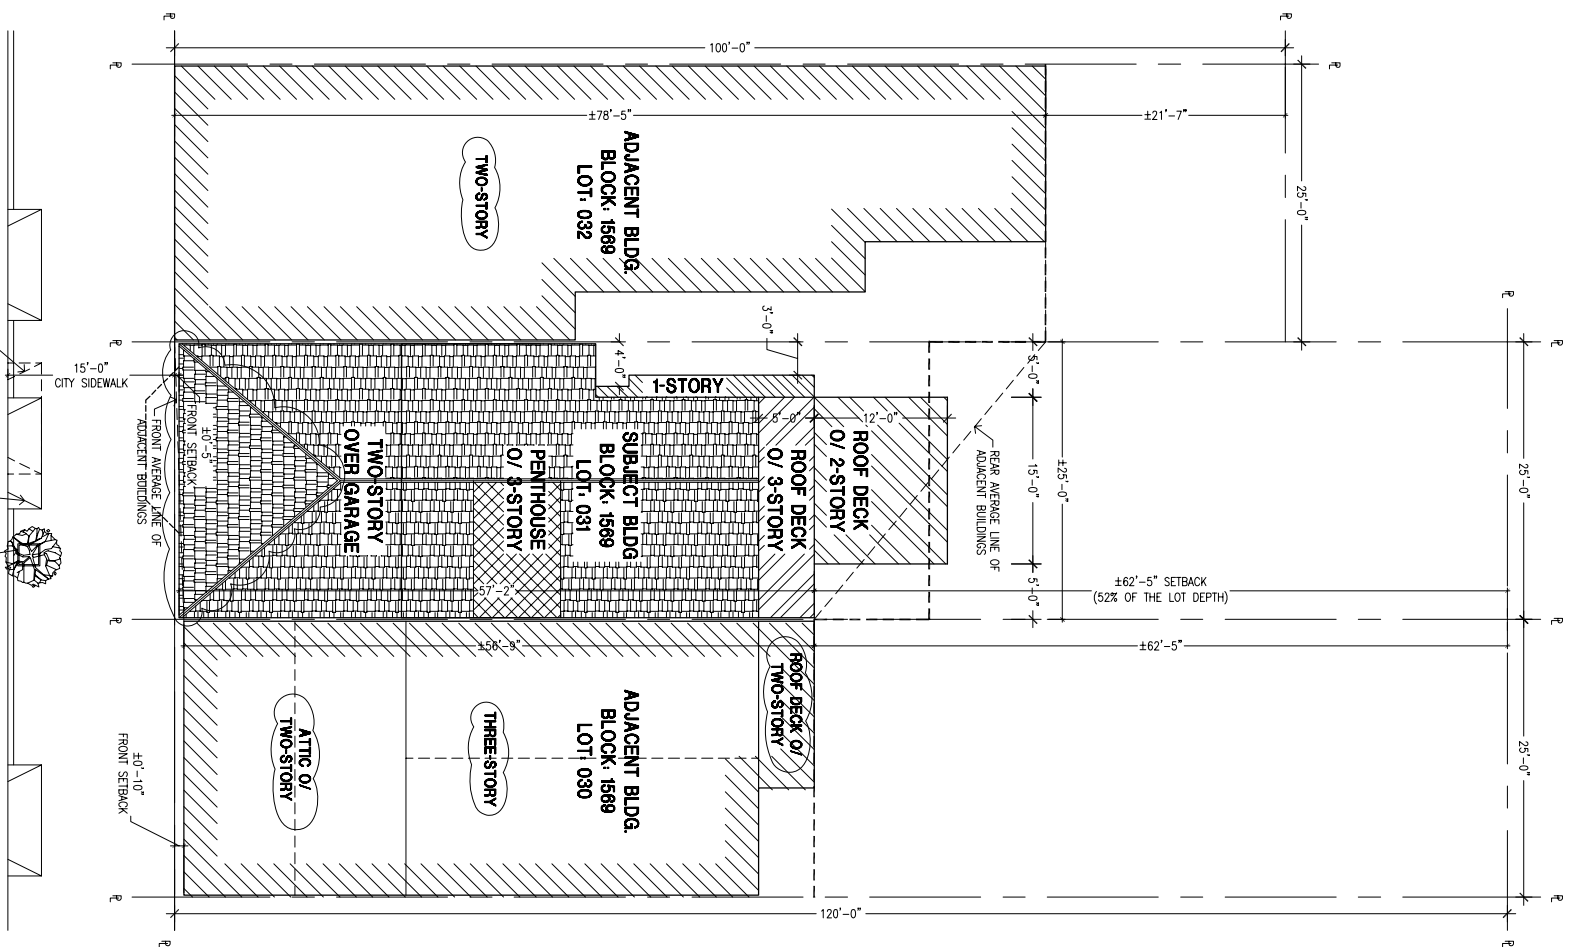 100'-0"
±78'-5"
±21'-7"
25'-0"
ADJACENT BLDG.
BLOCK: 1569
LOT: 032
TWO-STORY
3'-0"
4'-0"
1-STORY
15'-0"
CITY SIDEWALK
FRONT AVERAGE LINE OF
ADJACENT BUILDINGS
±0'-5"
FRONT SETBACK
TWO-STORY
OVER GARAGE
PENTHOUSE
O/ 3-STORY
SUBJECT BLDG
BLOCK: 1569
LOT: 031
5'-0"
12'-0"
ROOF DECK
O/ 3-STORY
ROOF DECK
O/ 2-STORY
REAR AVERAGE LINE OF
ADJACENT BUILDINGS
5'-0"
15'-0"
5'-0"
±25'-0"
25'-0"
57'-2"
±62'-5" SETBACK
(52% OF THE LOT DEPTH)
±56'-9"
±62'-5"
ROOF DECK O/
TWO-STORY
ATTIC O/
TWO-STORY
THREE-STORY
ADJACENT BLDG.
BLOCK: 1569
LOT: 030
25'-0"
±0'-10"
FRONT SETBACK
120'-0"